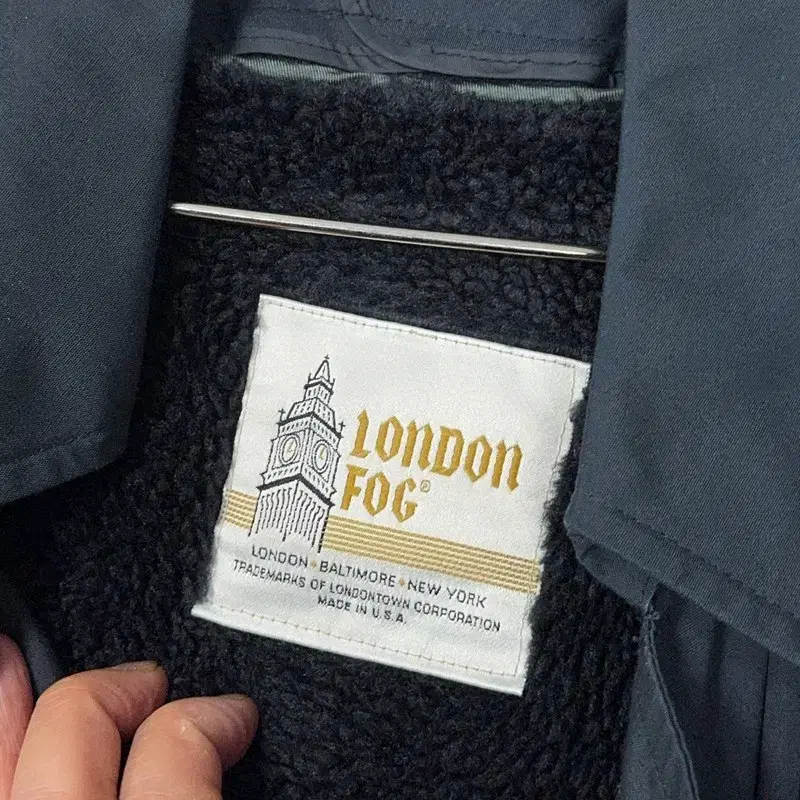 LONDON
FOG®
LONDON • BALTIMORE • NEW YORK
TRADEMARKS OF LONDONTOWN CORPORATION
MADE IN U.S.A.